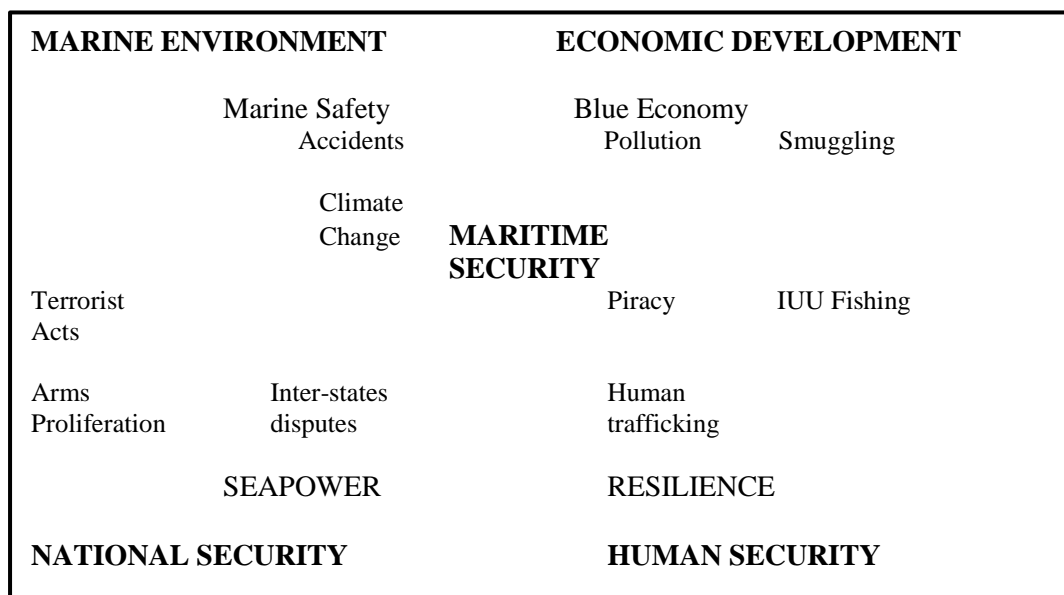 MARINE ENVIRONMENT ECONOMIC DEVELOPMENT
Marine Safety Blue Economy
Accidents Pollution Smuggling
Climate
Change MARITIME
SECURITY
Terrorist Piracy IUU Fishing
Acts
Arms Inter-states Human
Proliferation disputes trafficking
SEAPOWER RESILIENCE
NATIONAL SECURITY HUMAN SECURITY